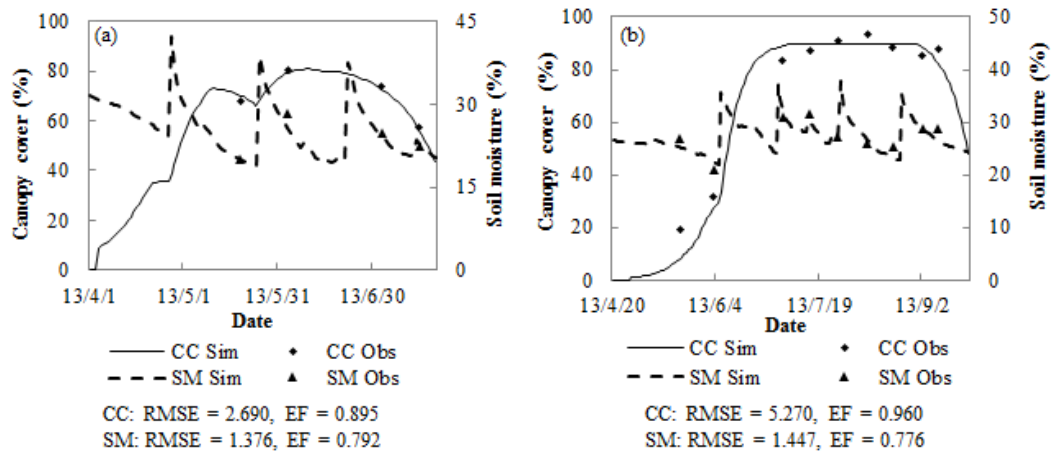 (a)
100
80
60
40
20
0
Canopy cover (%)
45
30
15
0
Soil moisture (%)
13/4/1 13/5/1 13/5/31 13/6/30
Date
CC Sim CC Obs
SM Sim SM Obs
CC: RMSE = 2.690, EF = 0.895
SM: RMSE = 1.376, EF = 0.792
(b)
100
80
60
40
20
0
Canopy cover (%)
50
40
30
20
10
0
Soil moisture (%)
13/4/20 13/6/4 13/7/19 13/9/2
Date
CC Sim CC Obs
SM Sim SM Obs
CC: RMSE = 5.270, EF = 0.960
SM: RMSE = 1.447, EF = 0.776